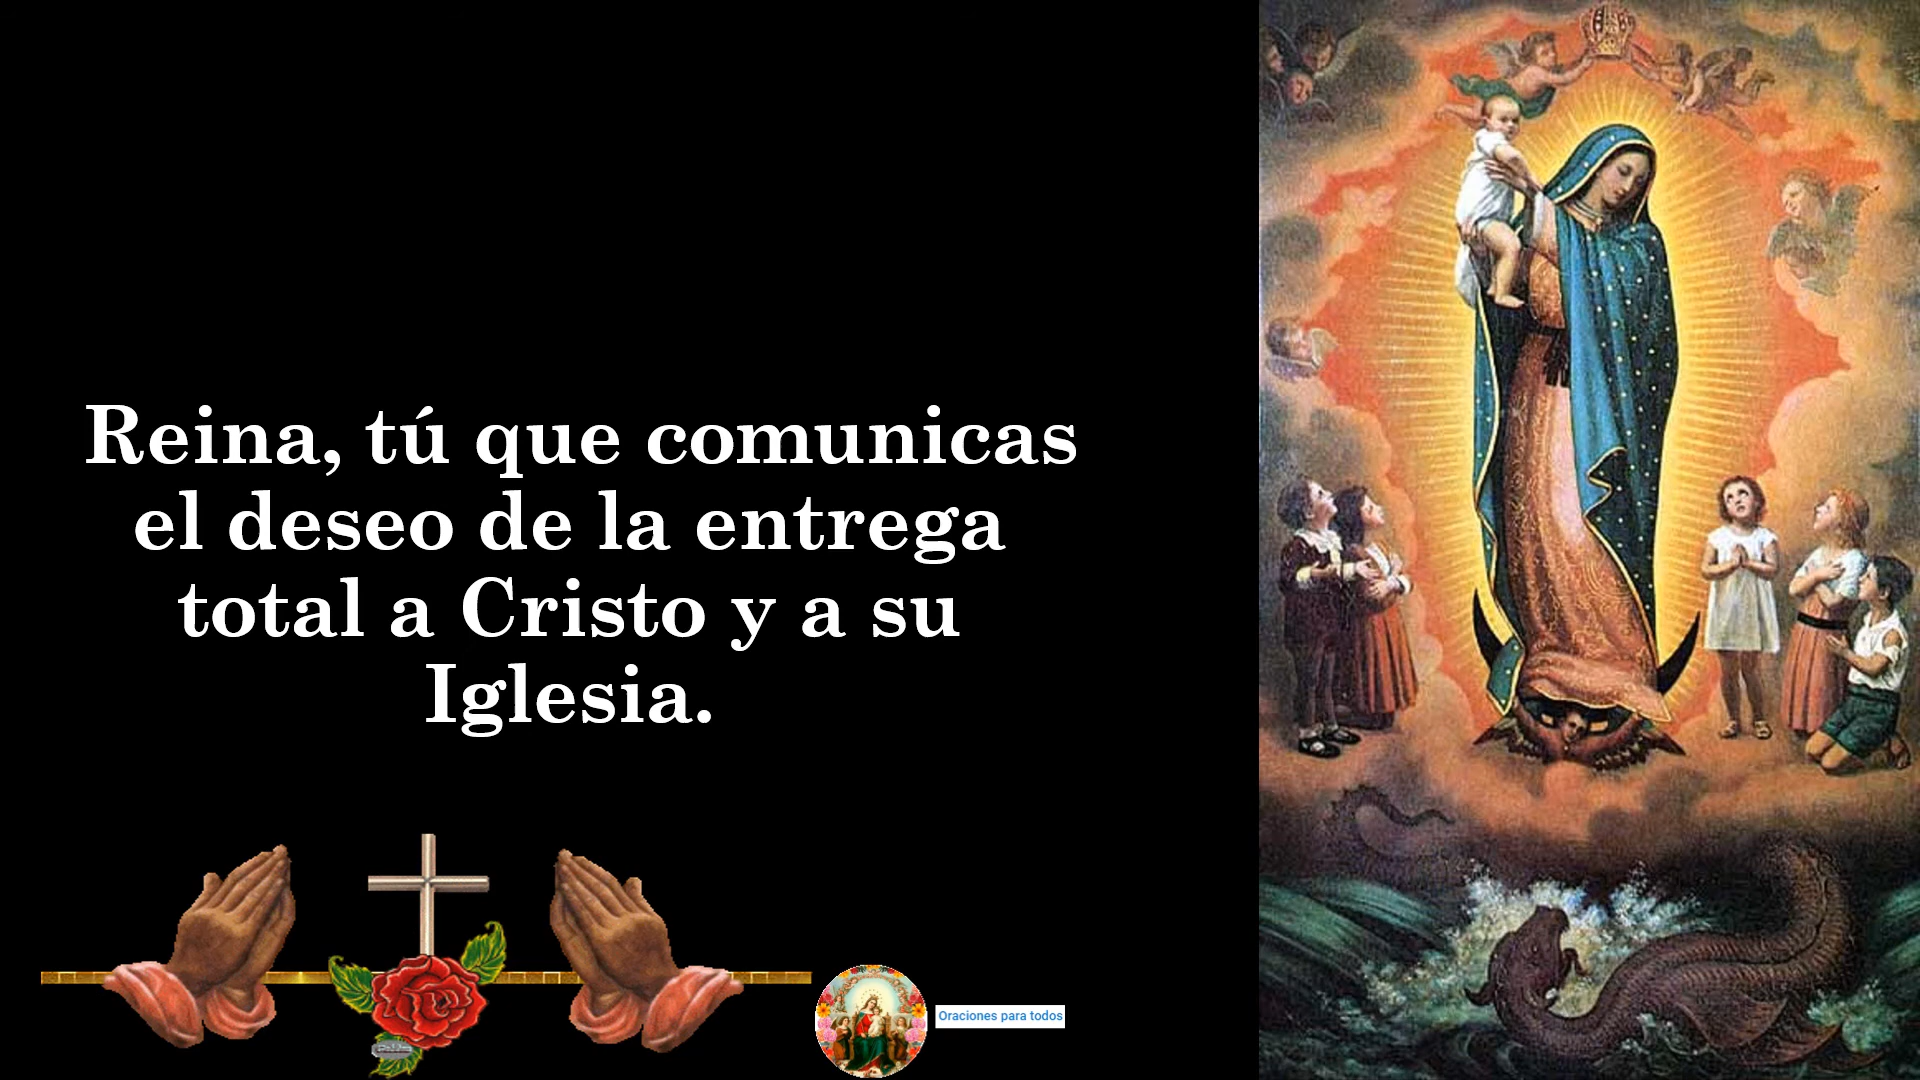 Reina, tú que comunicas
el deseo de la entrega
total a Cristo y a su
Iglesia.
Oraciones para todos